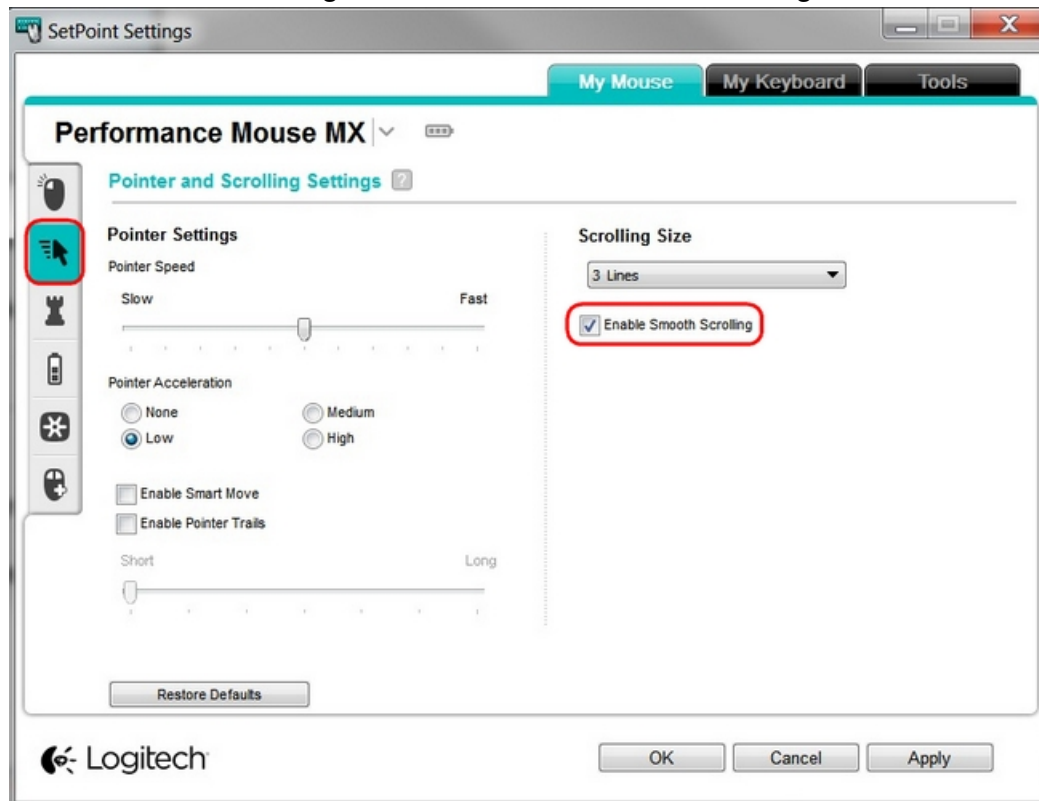 SetPoint Settings
My Mouse My Keyboard Tools
Performance Mouse MX
Pointer and Scrolling Settings ?
Pointer Settings
Pointer Speed
Slow Fast
Pointer Acceleration
None Medium
Low High
Enable Smart Move
Enable Pointer Trails
Short Long
Scrolling Size
3 Lines
Enable Smooth Scrolling
Restore Defaults
Logitech
OK Cancel Apply